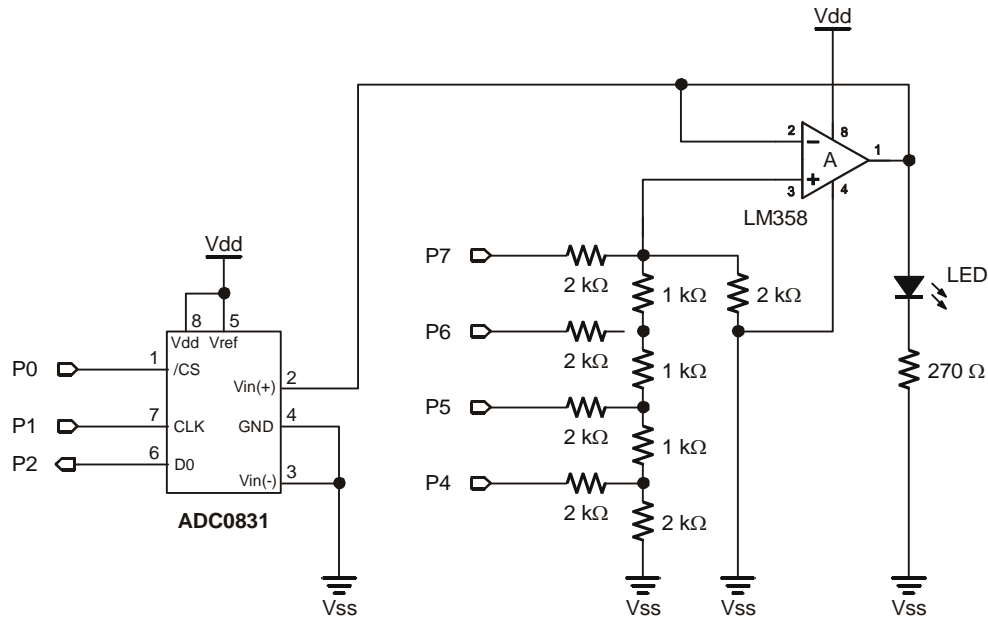 Vdd
2
8
A
1
3
4
LM358
P7
2 kΩ
1 kΩ
2 kΩ
LED
Vdd
P6
2 kΩ
8
5
Vdd
Vref
1 kΩ
270 Ω
P0
1
/CS
Vin(+)
2
P5
2 kΩ
P1
7
CLK
GND
4
1 kΩ
P2
6
D0
Vin(-)
3
P4
2 kΩ
2 kΩ
ADC0831
Vss
Vss
Vss
Vss